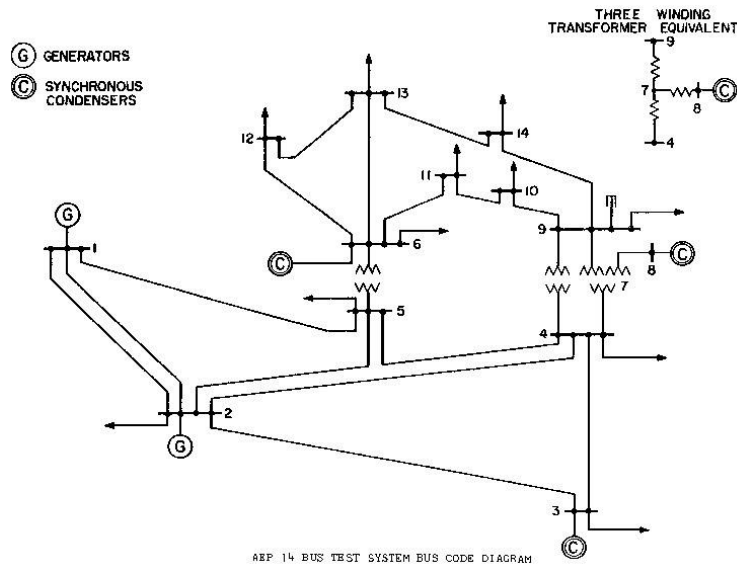 THREE WINDING
TRANSFORMER EQUIVALENT
9
7
8
C
4
G GENERATORS
C SYNCHRONOUS
CONDENSERS
13
12
14
11
10
G
1
6
9
C
8
C
7
5
4
2
G
3
C
AEP 14 BUS TEST SYSTEM BUS CODE DIAGRAM